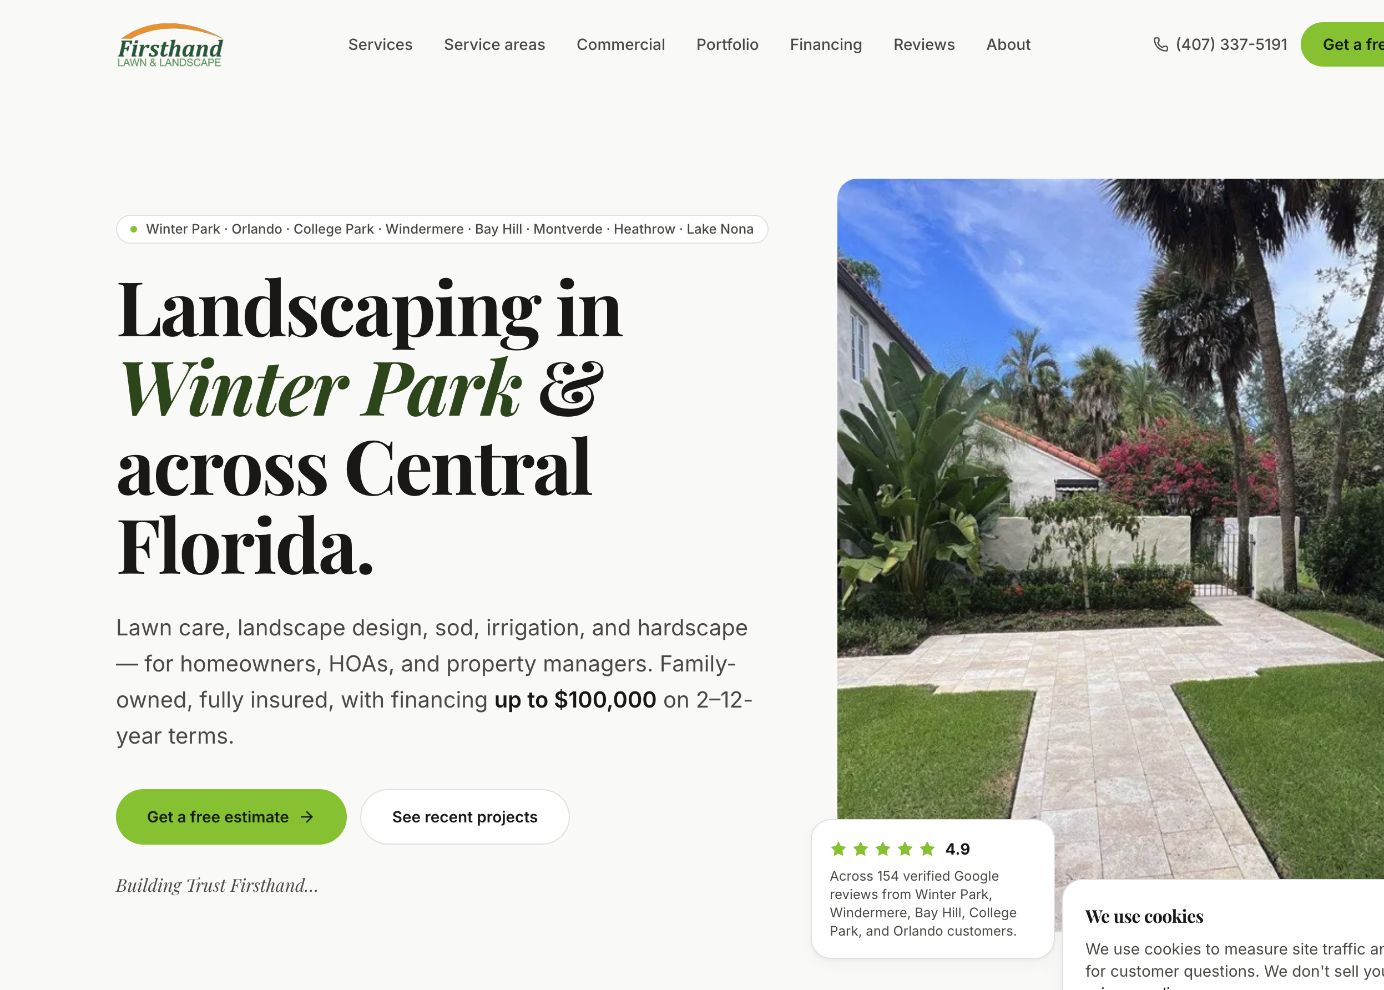 Firsthand
LAWN & LANDSCAPE
Services
Service areas
Commercial
Portfolio
Financing
Reviews
About
(407) 337-5191
Get a fre
Winter Park · Orlando · College Park · Windermere · Bay Hill · Montverde · Heathrow · Lake Nona
Landscaping in
Winter Park &
across Central
Florida.
Lawn care, landscape design, sod, irrigation, and hardscape
— for homeowners, HOAs, and property managers. Family-
owned, fully insured, with financing up to $100,000 on 2–12-
year terms.
Get a free estimate →
See recent projects
Building Trust Firsthand...
4.9
Across 154 verified Google
reviews from Winter Park,
Windermere, Bay Hill, College
Park, and Orlando customers.
We use cookies
We use cookies to measure site traffic an
for customer questions. We don't sell you